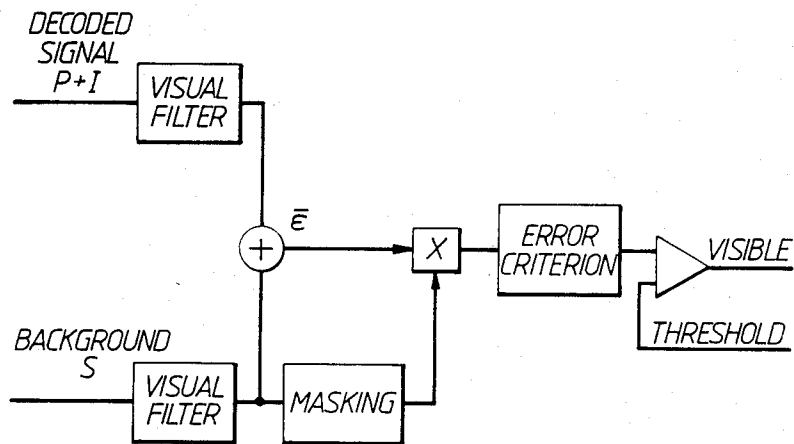 DECODED
SIGNAL
P+I
VISUAL
FILTER
ε̅
+
X
ERROR
CRITERION
VISIBLE
THRESHOLD
BACKGROUND
S
VISUAL
FILTER
MASKING